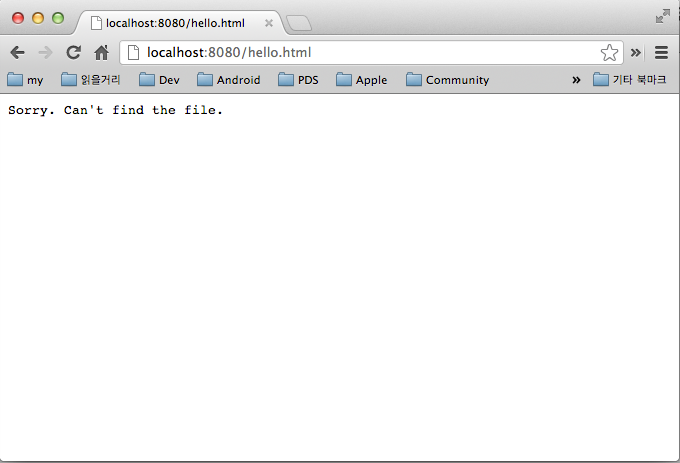 localhost:8080/hello.html
localhost:8080/hello.html
my 읽을거리 Dev Android PDS Apple Community » 기타 북마크
Sorry. Can't find the file.